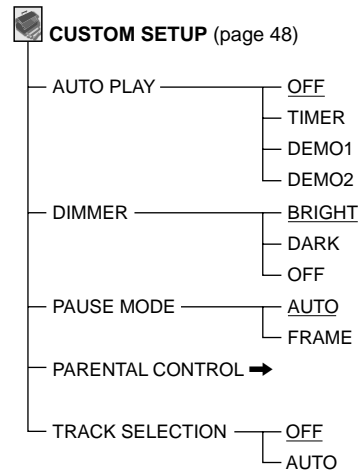 CUSTOM SETUP (page 48)
AUTO PLAY OFF
TIMER
DEMO1
DEMO2
DIMMER BRIGHT
DARK
OFF
PAUSE MODE AUTO
FRAME
PARENTAL CONTROL ➡
TRACK SELECTION OFF
AUTO